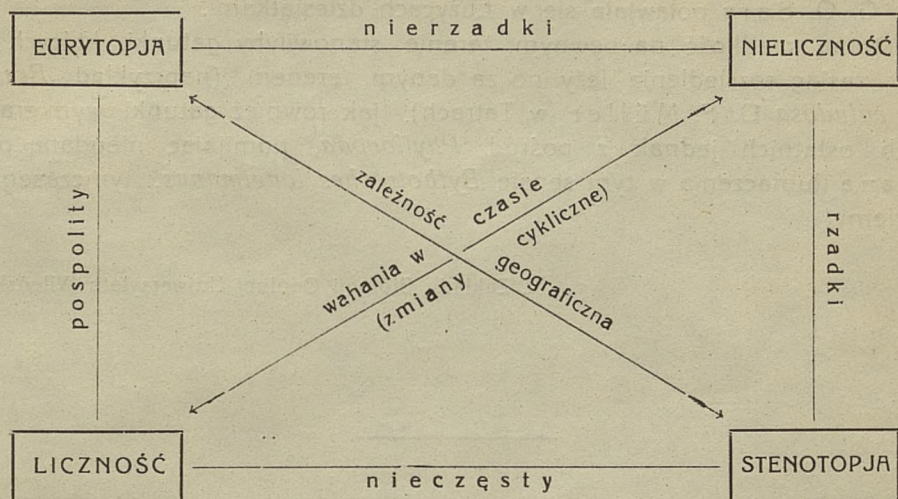 nierzadki
EURYTOPJA
NIELICZNOŚĆ
pospolity
zależność geograficzna
wahania w czasie
(zmiany cykliczne)
rzadki
LICZNOŚĆ
STENOTOPJA
nieczęsty